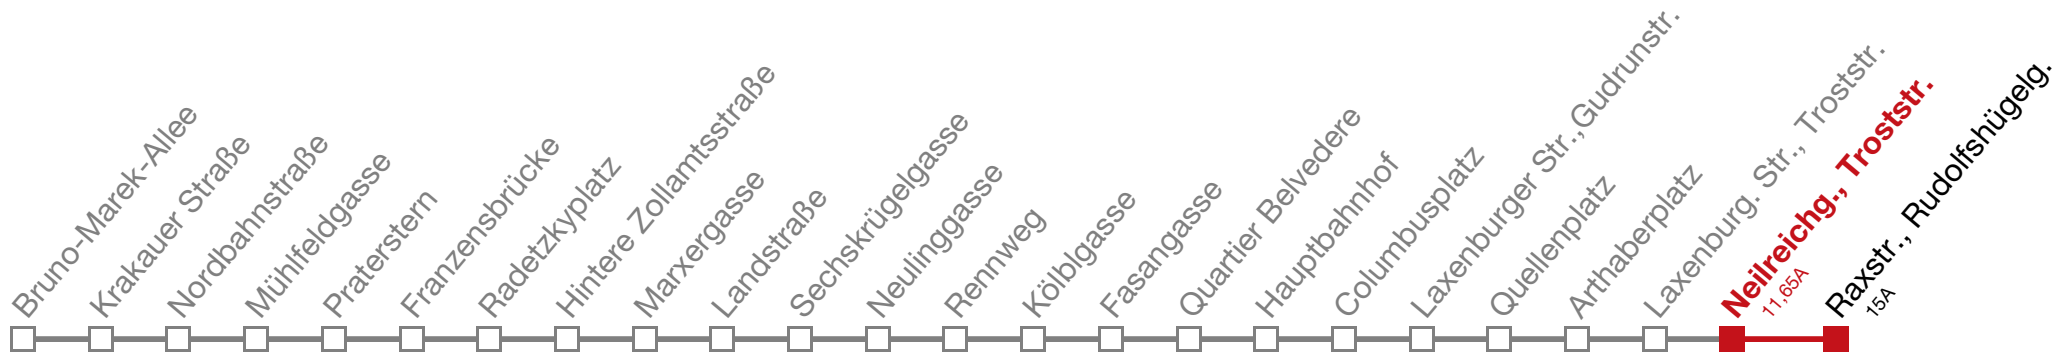 Bruno-Marek-Allee
Krakauer Straße
Nordbahnstraße
Mühlfeldgasse
Praterstern
Franzensbrücke
Radetzkyplatz
Hintere Zollamtsstraße
Marxergasse
Landstraße
Sechskrügelgasse
Neulinggasse
Rennweg
Kölblgasse
Fasangasse
Quartier Belvedere
Hauptbahnhof
Columbusplatz
Laxenburger Str.,Gudrunstr.
Quellenplatz
Arthaberplatz
Laxenburg. Str., Troststr.
Neilreichg., Troststr.
11,65A
Raxstr., Rudolfshügelg.
15A